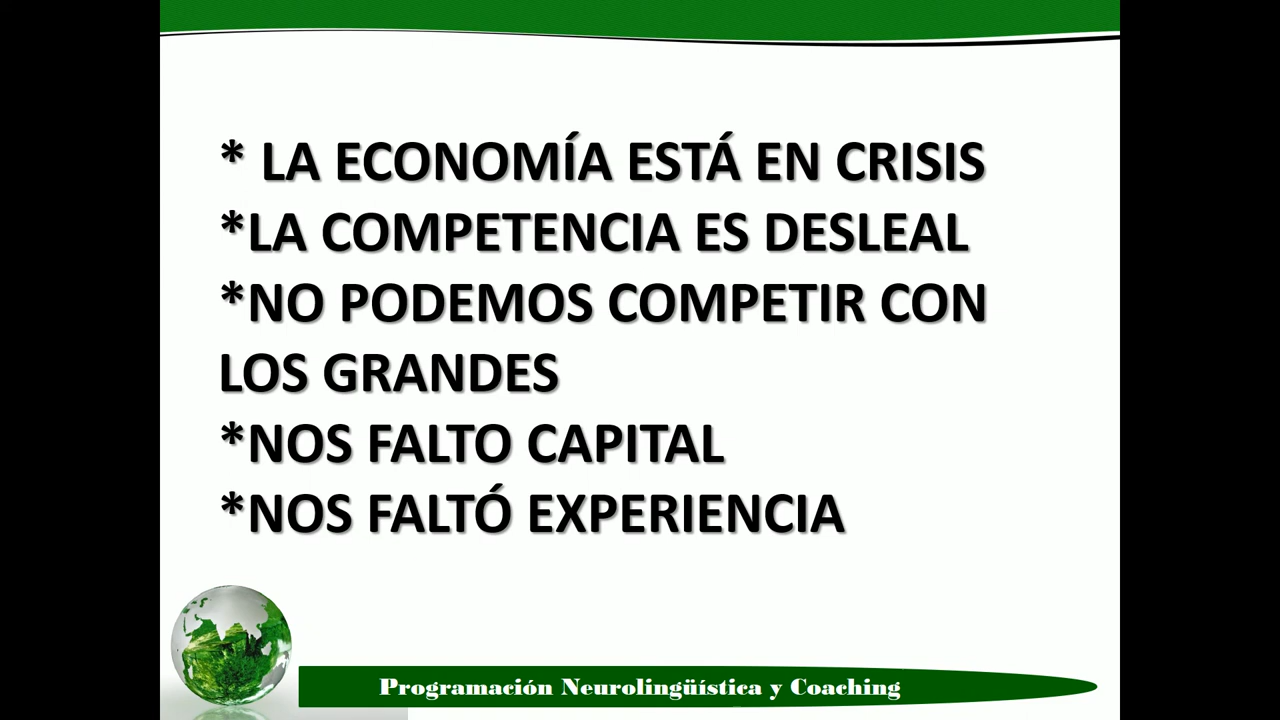 * LA ECONOMÍA ESTÁ EN CRISIS
*LA COMPETENCIA ES DESLEAL
*NO PODEMOS COMPETIR CON
LOS GRANDES
*NOS FALTO CAPITAL
*NOS FALTÓ EXPERIENCIA
Programación Neurolingüística y Coaching